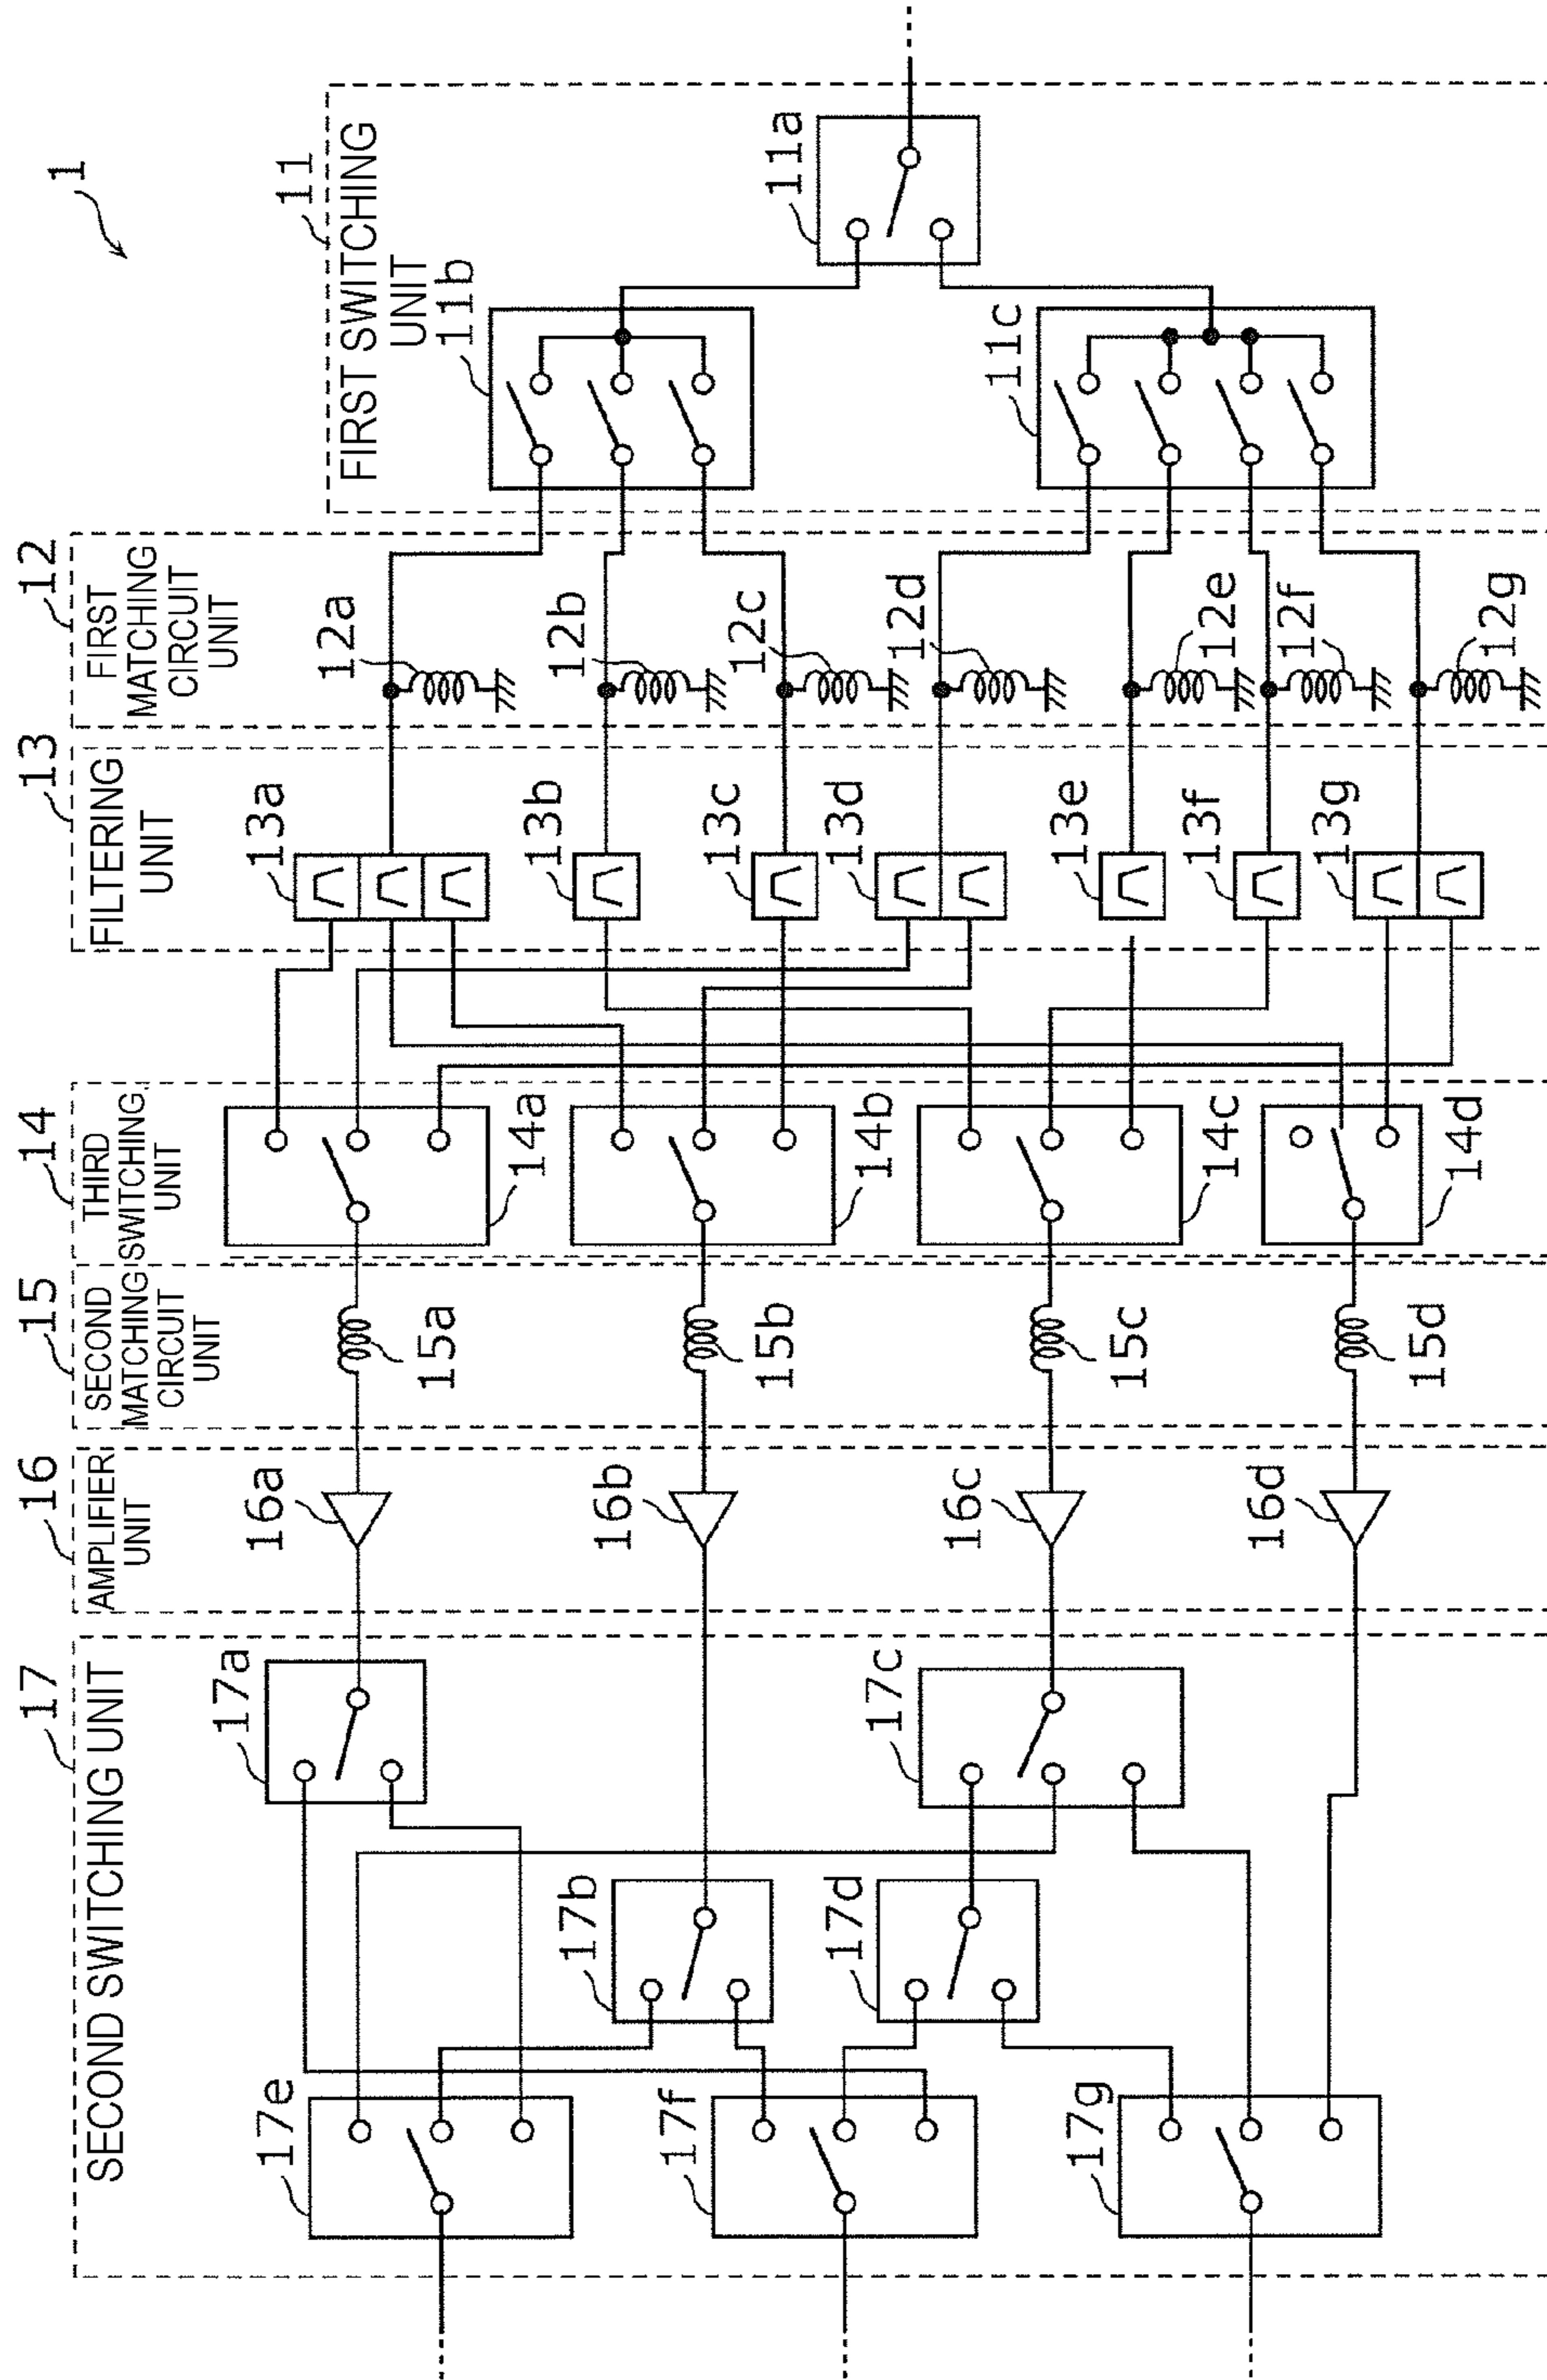 1
11
FIRST SWITCHING
UNIT
11a
11b
11c
12
FIRST
MATCHING
CIRCUIT
UNIT
12a
12b
12c
12d
12e
12f
12g
13
FILTERING
UNIT
13a
13b
13c
13d
13e
13f
13g
14
THIRD
SWITCHING
UNIT
14a
14b
14c
14d
15
SECOND
MATCHING
CIRCUIT
UNIT
15a
15b
15c
15d
16
AMPLIFIER
UNIT
16a
16b
16c
16d
17
SECOND SWITCHING UNIT
17a
17b
17c
17d
17e
17f
17g